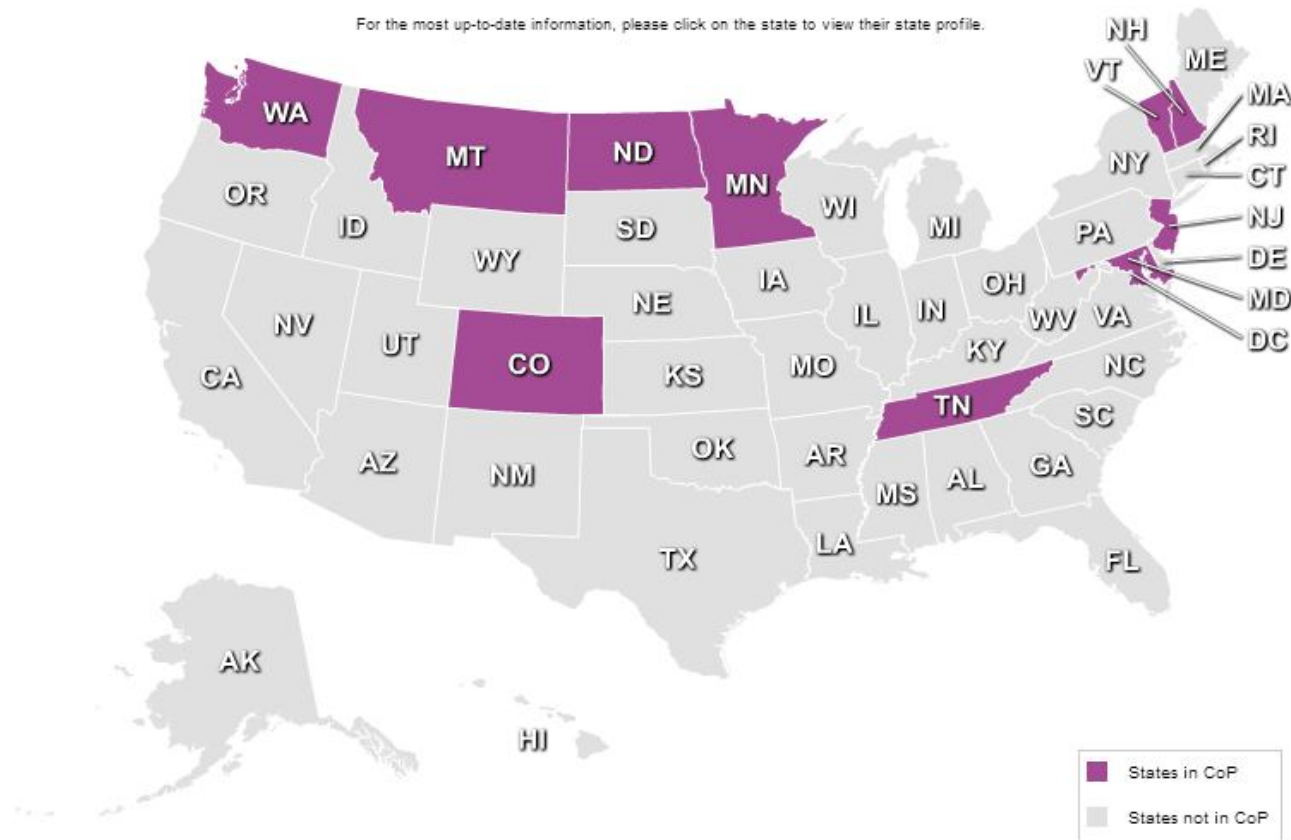 For the most up-to-date information, please click on the state to view their state profile.
NH
VT
ME
MA
RI
CT
NJ
DE
MD
DC
WA
MT
ND
MN
OR
ID
WY
SD
WI
MI
NY
PA
IA
NE
NV
UT
CO
KS
MO
IL
IN
OH
WV
VA
KY
CA
AZ
NM
OK
AR
TN
NC
SC
MS
AL
GA
TX
LA
FL
AK
HI
States in CoP
States not in CoP